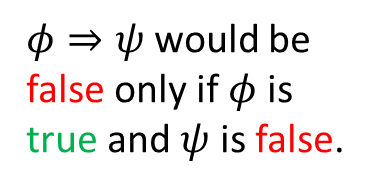 ϕ ⇒ ψ would be
false only if ϕ is
true and ψ is false.